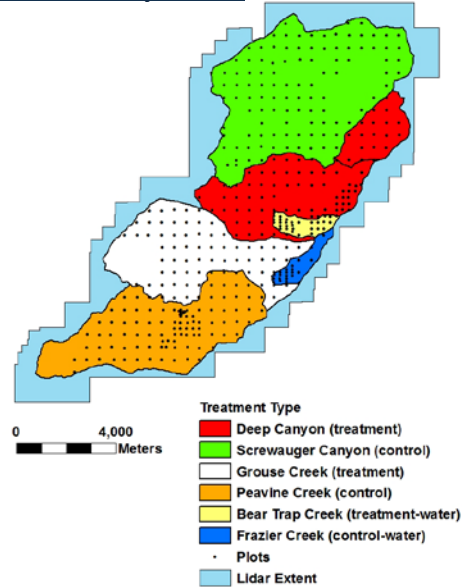 0 4,000
Meters
Treatment Type
Deep Canyon (treatment)
Screwauger Canyon (control)
Grouse Creek (treatment)
Peavine Creek (control)
Bear Trap Creek (treatment-water)
Frazier Creek (control-water)
Plots
Lidar Extent